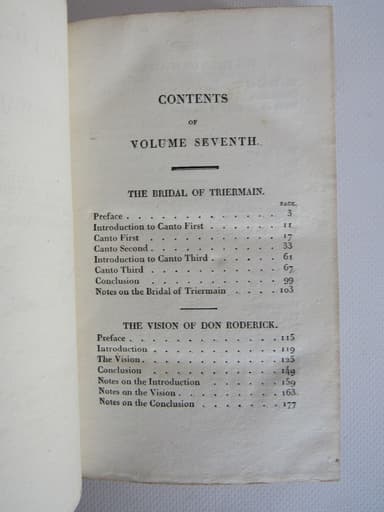 CONTENTS
OF
VOLUME SEVENTH.
THE BRIDAL OF TRIERMAIN.
PAGE.
Preface . . . . . . . . . . . . . 3
Introduction to Canto First . . . . . . 11
Canto First . . . . . . . . . . . 17
Canto Second . . . . . . . . . . . 33
Introduction to Canto Third . . . . . . 61
Canto Third . . . . . . . . . . . 67
Conclusion . . . . . . . . . . . 99
Notes on the Bridal of Triermain . . . . 103
THE VISION OF DON RODERICK.
Preface . . . . . . . . . . . . . 115
Introduction . . . . . . . . . . . 119
The Vision . . . . . . . . . . . . 125
Conclusion . . . . . . . . . . . . 149
Notes on the Introduction . . . . . . 159
Notes on the Vision . . . . . . . . . 163
Notes on the Conclusion . . . . . . . 177